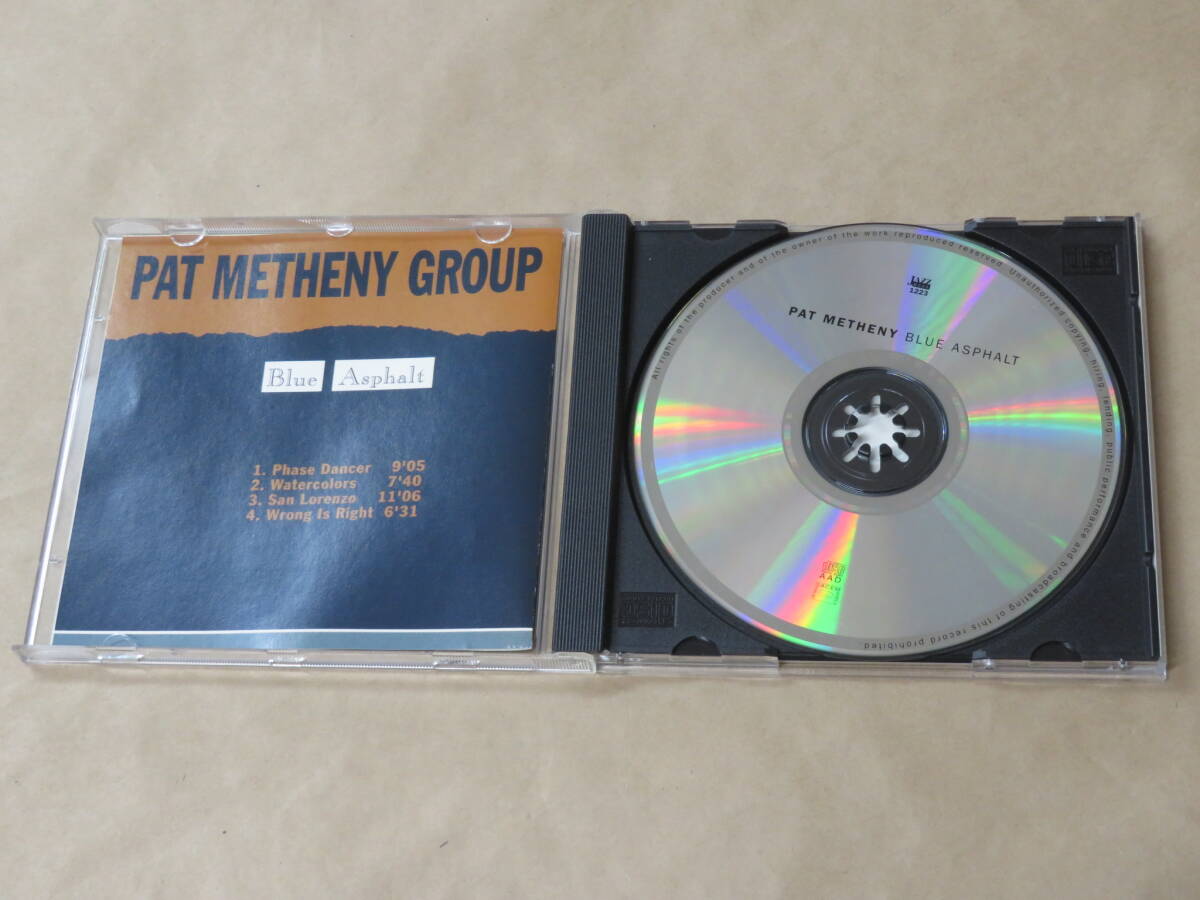 PAT METHENY GROUP
Blue Asphalt
1. Phase Dancer 9'05
2. Watercolors 7'40
3. San Lorenzo 11'06
4. Wrong Is Right 6'31
All rights of the producer and of the owner of the work reproduced reserved. Unauthorized copying, hiring, lending, public performance and broadcasting of this record prohibited
JAZZ
1223
PAT METHENY BLUE ASPHALT
AAD